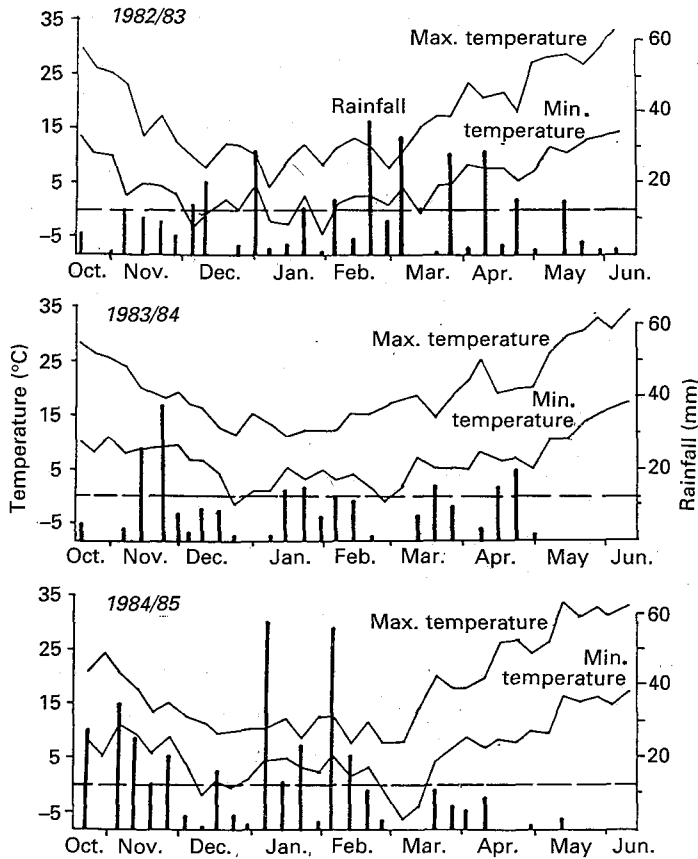 1982/83
35
25
15
5
−5
Max. temperature
Rainfall
Min.
temperature
60
40
20
Oct. Nov. Dec. Jan. Feb. Mar. Apr. May Jun.
1983/84
35
25
15
5
−5
Temperature (°C)
Max. temperature
Min.
temperature
60
40
20
Rainfall (mm)
Oct. Nov. Dec. Jan. Feb. Mar. Apr. May Jun.
1984/85
35
25
15
5
−5
Max. temperature
Min.
temperature
60
40
20
Oct. Nov. Dec. Jan. Feb. Mar. Apr. May Jun.